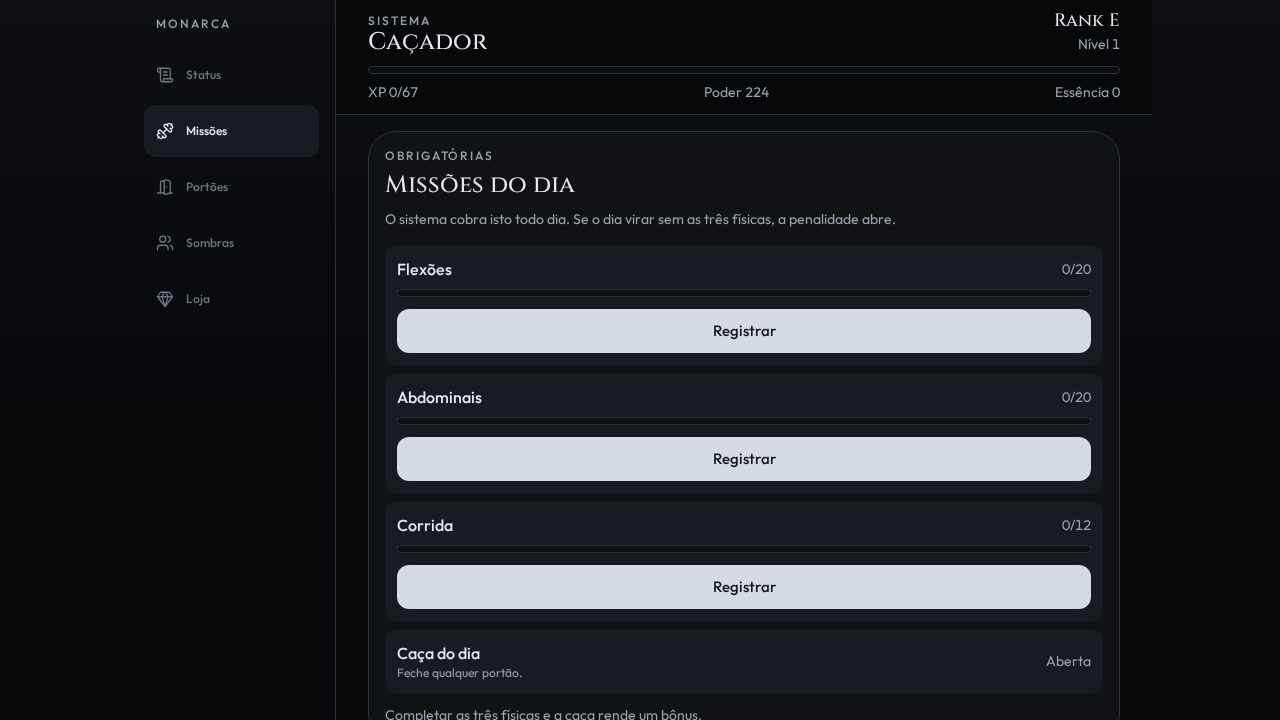 MONARCA
Status
Missões
Portões
Sombras
Loja
SISTEMA
Caçador
Rank E
Nível 1
XP 0/67
Poder 224
Essência 0
OBRIGATÓRIAS
Missões do dia
O sistema cobra isto todo dia. Se o dia virar sem as três físicas, a penalidade abre.
Flexões
0/20
Registrar
Abdominais
0/20
Registrar
Corrida
0/12
Registrar
Caça do dia
Feche qualquer portão.
Aberta
Completar as três físicas e a caça rende um bônus.